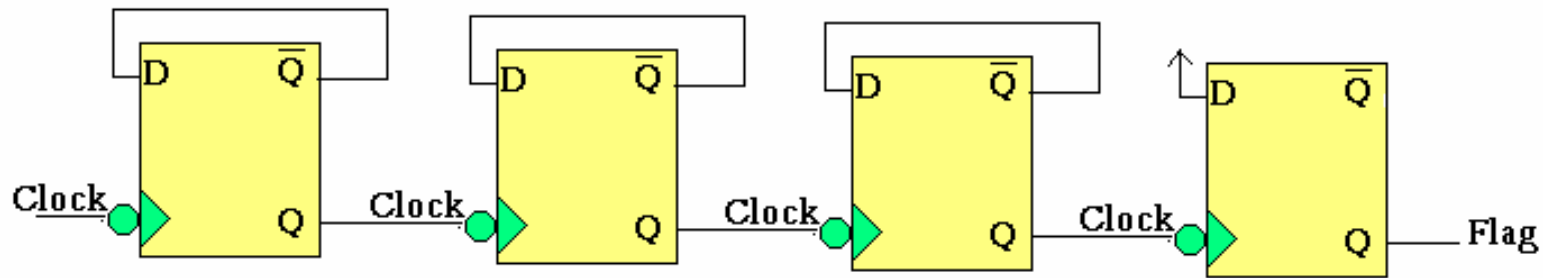 D Q̅ D Q̅ D Q̅ D Q̅
Clock Q Clock Q Clock Q Clock Q Flag